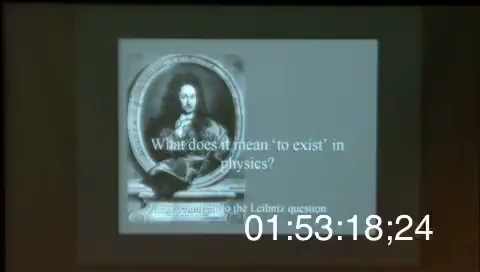 What does it mean 'to exist' in
physics?
to the Leibniz question
01:53:18;24